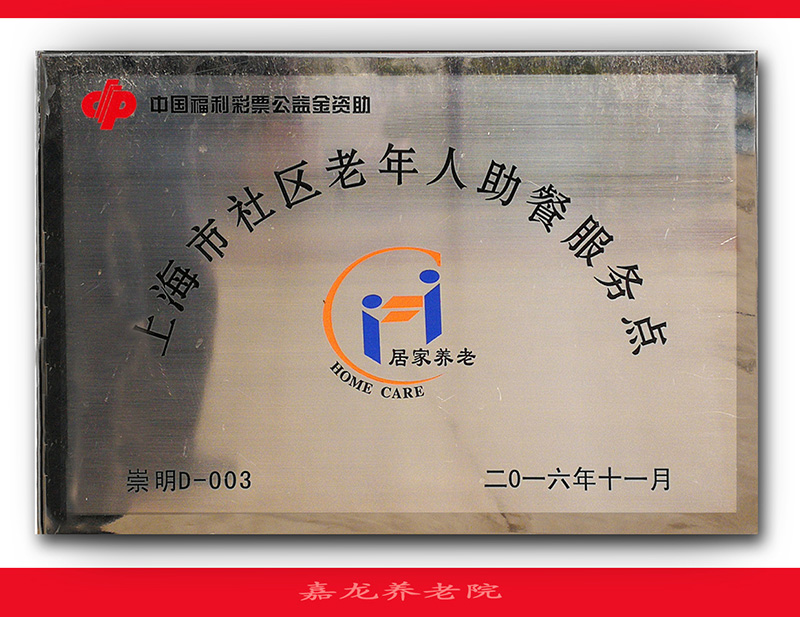 中国福利彩票公益金资助
上海市社区老年人助餐服务点
居家养老
HOME CARE
崇明D-003
二0一六年十一月
嘉龙养老院